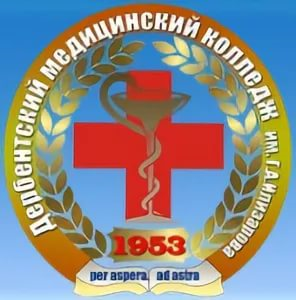 Дербентский медицинский колледж им. Г.А.Илизарова
1953
per aspera ad astra